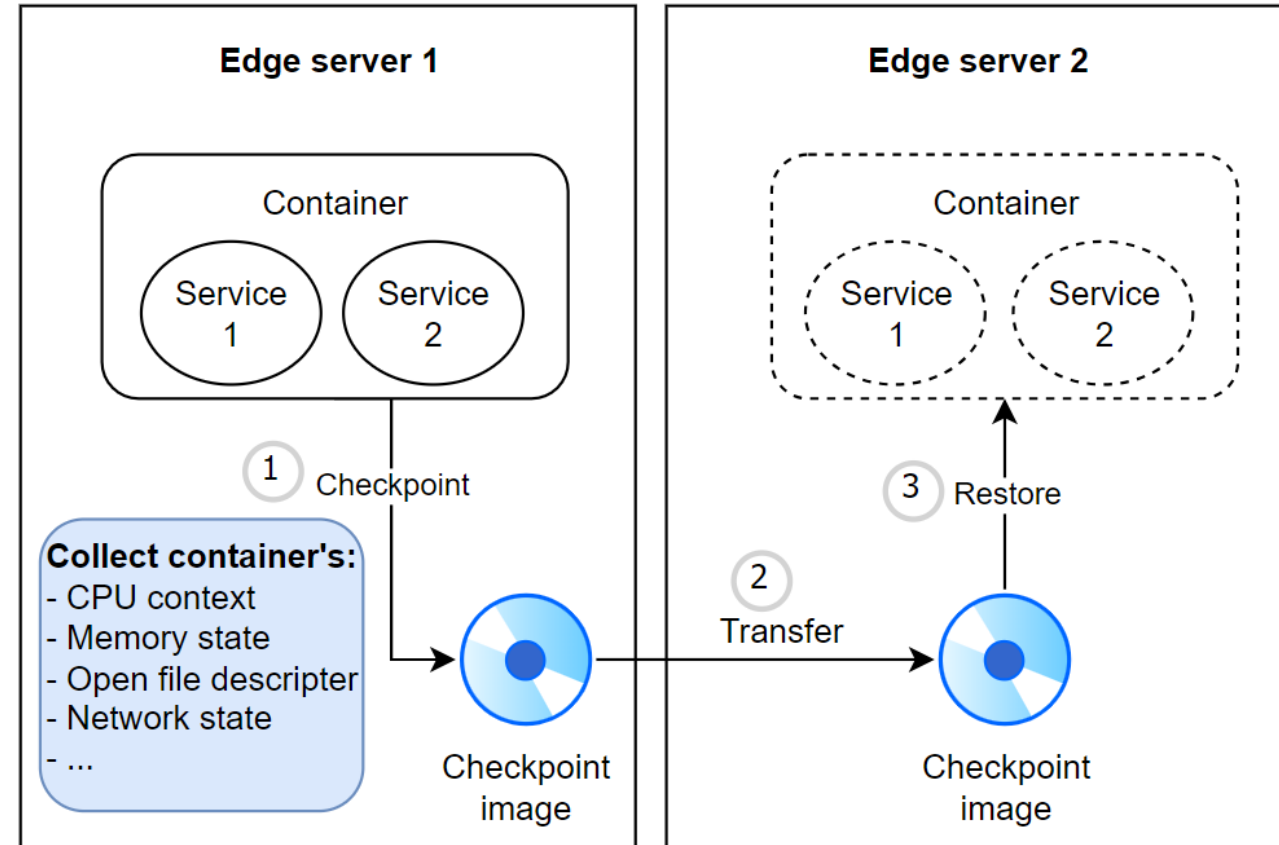 Edge server 1
Container
Service
1
Service
2
1
Checkpoint
Collect container's:
- CPU context
- Memory state
- Open file descripter
- Network state
- ...
Checkpoint
image
2
Transfer
Edge server 2
Container
Service
1
Service
2
3
Restore
Checkpoint
image